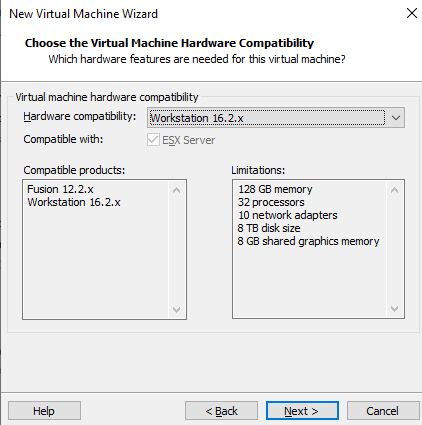 New Virtual Machine Wizard
Choose the Virtual Machine Hardware Compatibility
Which hardware features are needed for this virtual machine?
Virtual machine hardware compatibility
Hardware compatibility: Workstation 16.2.x
Compatible with: ESX Server
Compatible products:
Fusion 12.2.x
Workstation 16.2.x
Limitations:
128 GB memory
32 processors
10 network adapters
8 TB disk size
8 GB shared graphics memory
Help < Back Next > Cancel